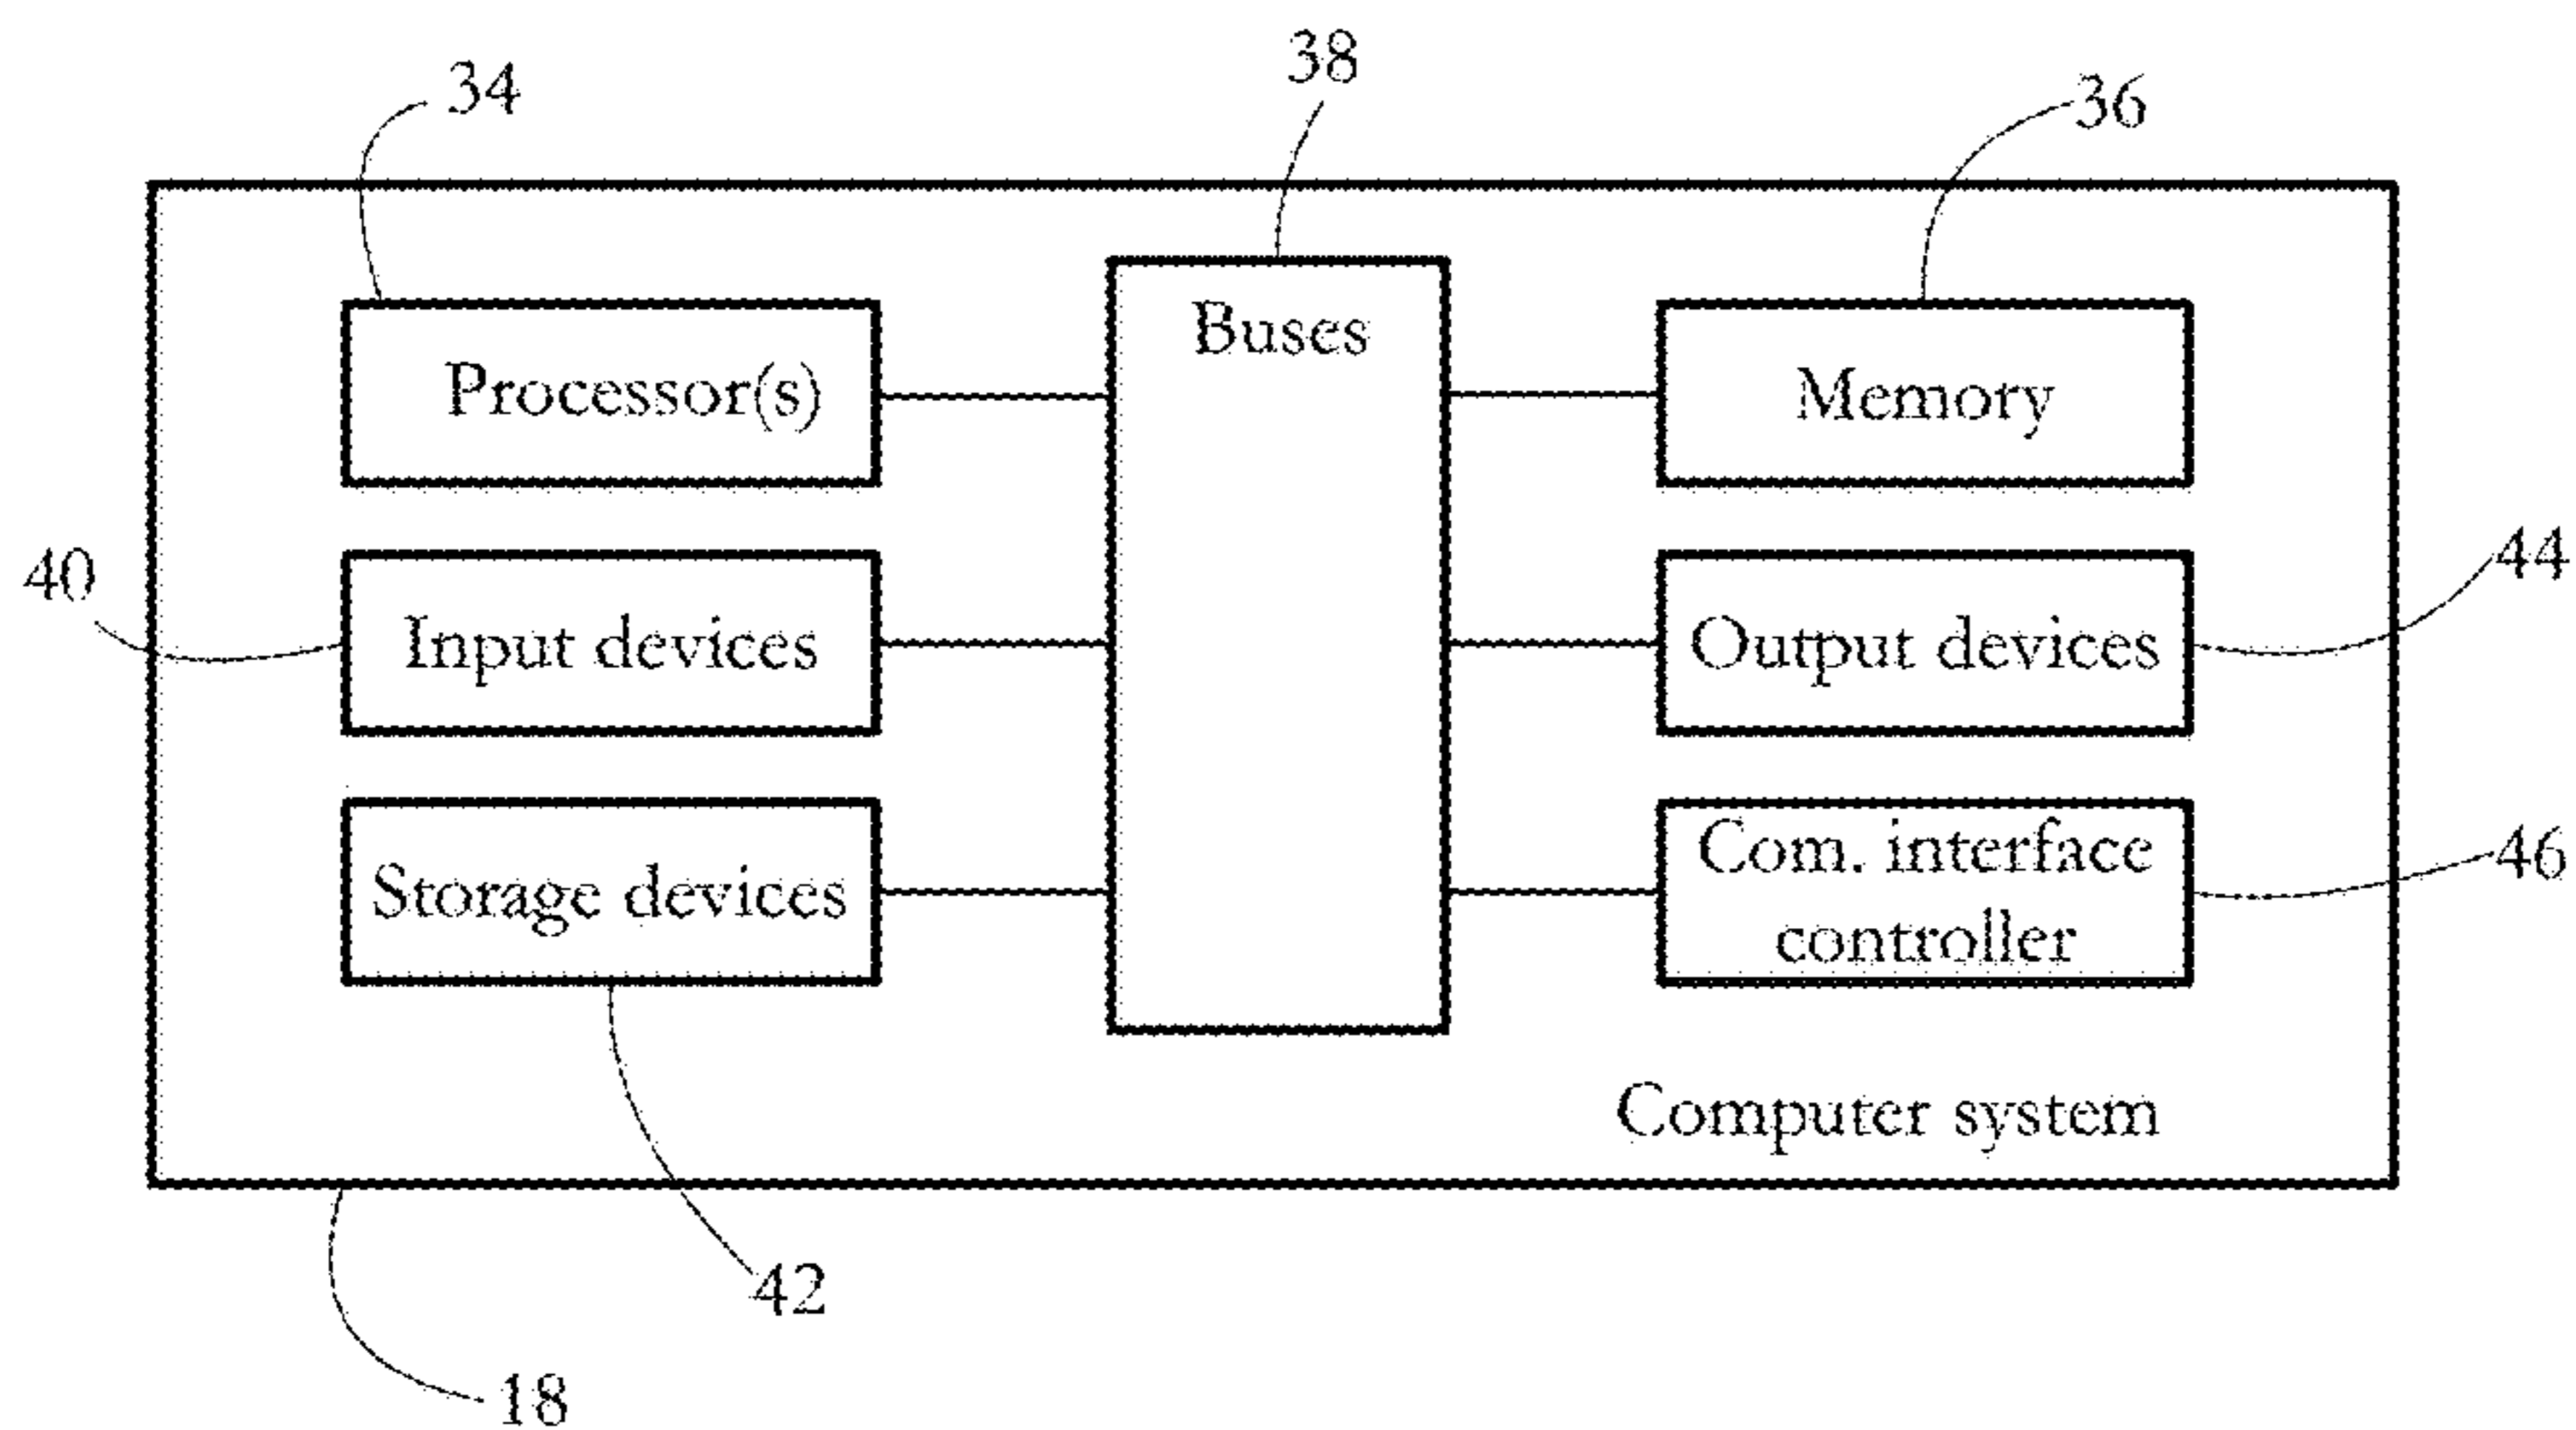 38
34
36
Buses
Processor(s)
Memory
40
44
Input devices
Output devices
Storage devices
Com. interface
controller
46
Computer system
42
18